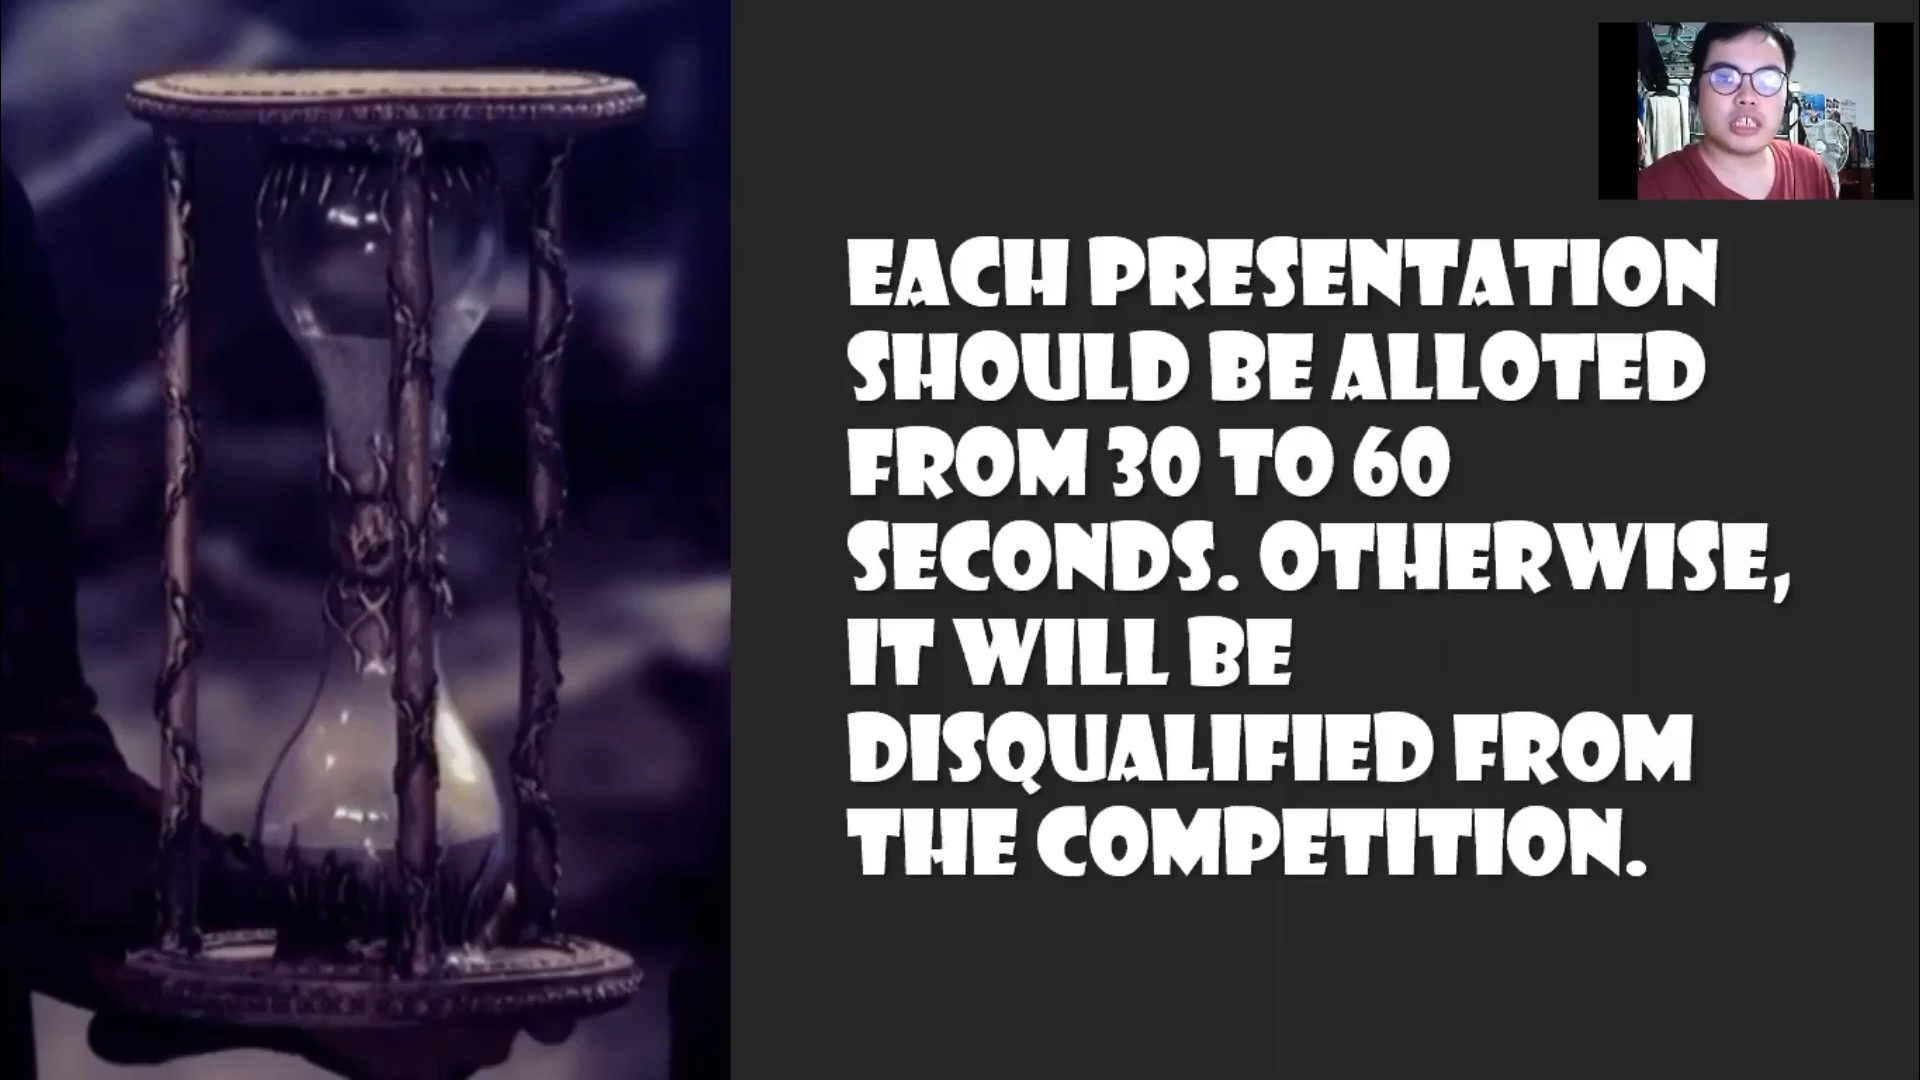 EACH PRESENTATION
SHOULD BE ALLOTED
FROM 30 TO 60
SECONDS. OTHERWISE,
IT WILL BE
DISQUALIFIED FROM
THE COMPETITION.